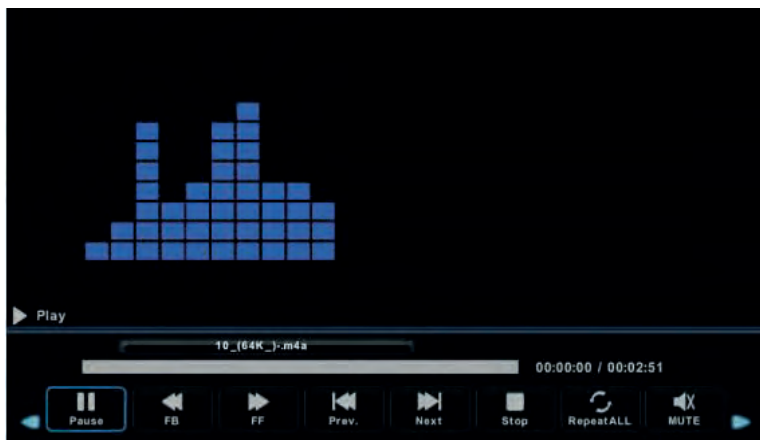 Play
10_(64K_)-.m4a
00:00:00 / 00:02:51
Pause FB FF Prev. Next Stop RepeatALL MUTE